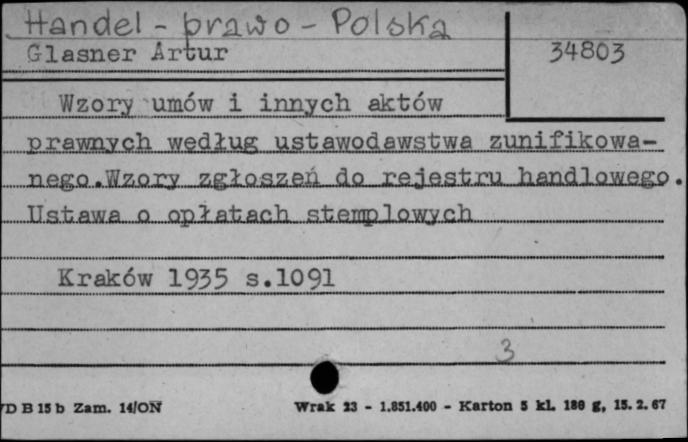 Handel - prawo - Polska
Glasner Artur
34803
Wzory umów i innych aktów
prawnych według ustawodawstwa zunifikowa-
nego.Wzory zgłoszeń do rejestru handlowego.
Ustawa o opłatach stemplowych
Kraków 1935 s.1091
3
D B 15 b Zam. 14/ON Wrak 23 - 1.851.400 - Karton 5 kl. 180 g, 15. 2. 67